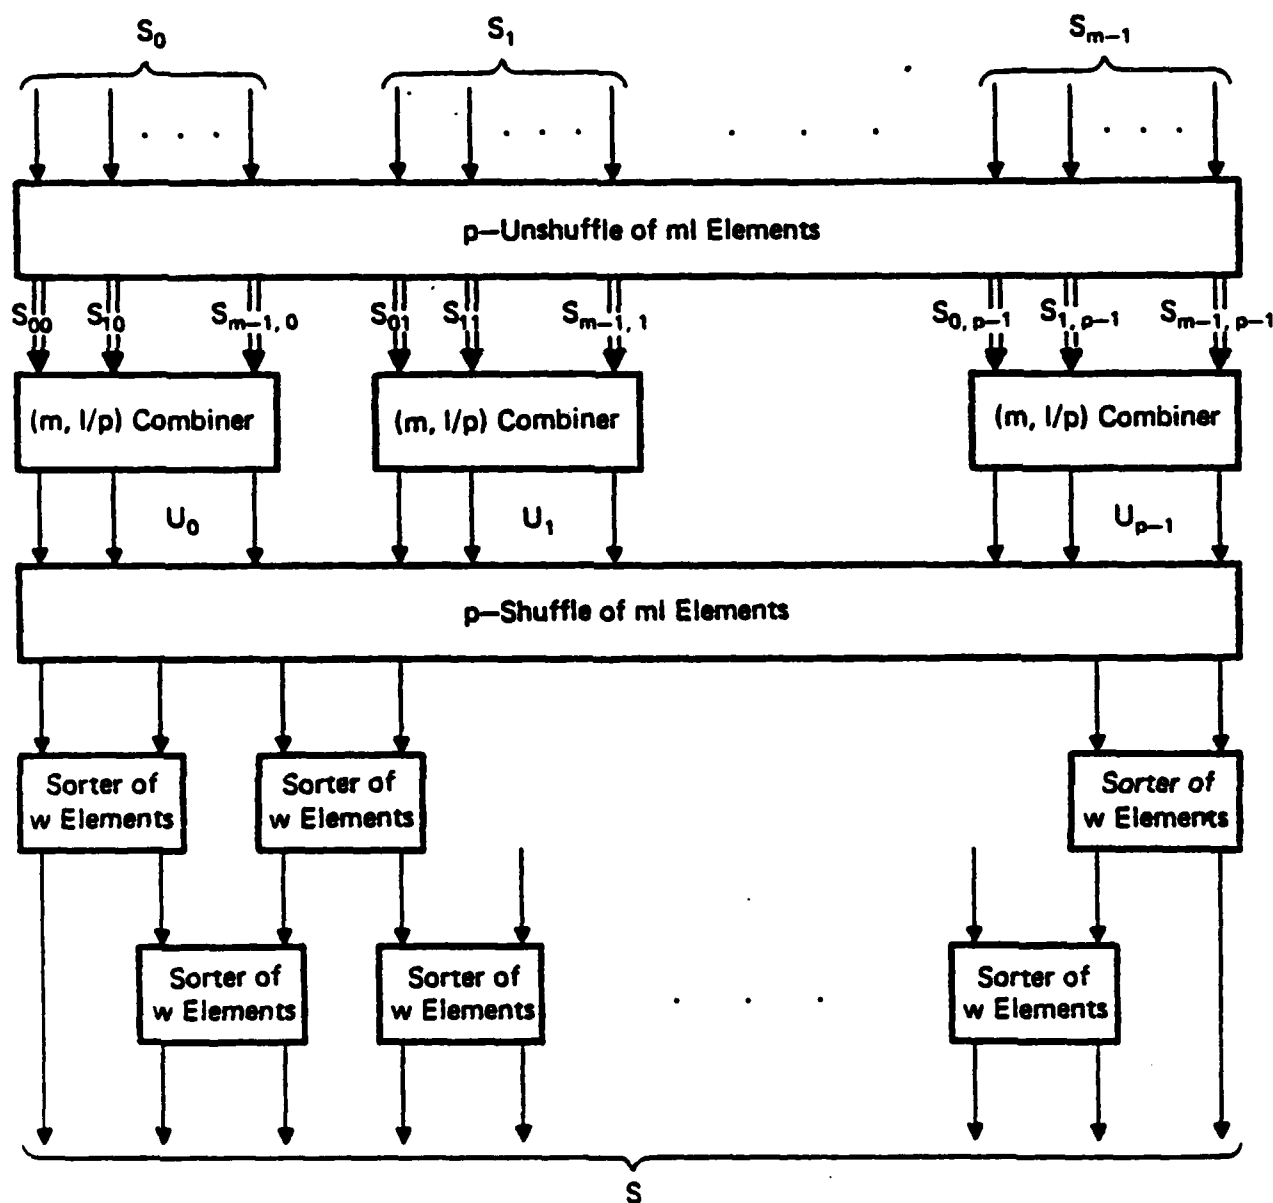 S₀ S₁ Sₘ₋₁
p–Unshuffle of ml Elements
S₀₀ S₁₀ Sₘ₋₁, ₀ S₀₁ S₁₁ Sₘ₋₁, ₁ S₀, ₚ₋₁ S₁, ₚ₋₁ Sₘ₋₁, ₚ₋₁
(m, l/p) Combiner (m, l/p) Combiner (m, l/p) Combiner
U₀ U₁ Uₚ₋₁
p–Shuffle of ml Elements
Sorter of Sorter of Sorter of
w Elements w Elements w Elements
Sorter of Sorter of Sorter of
w Elements w Elements w Elements
S